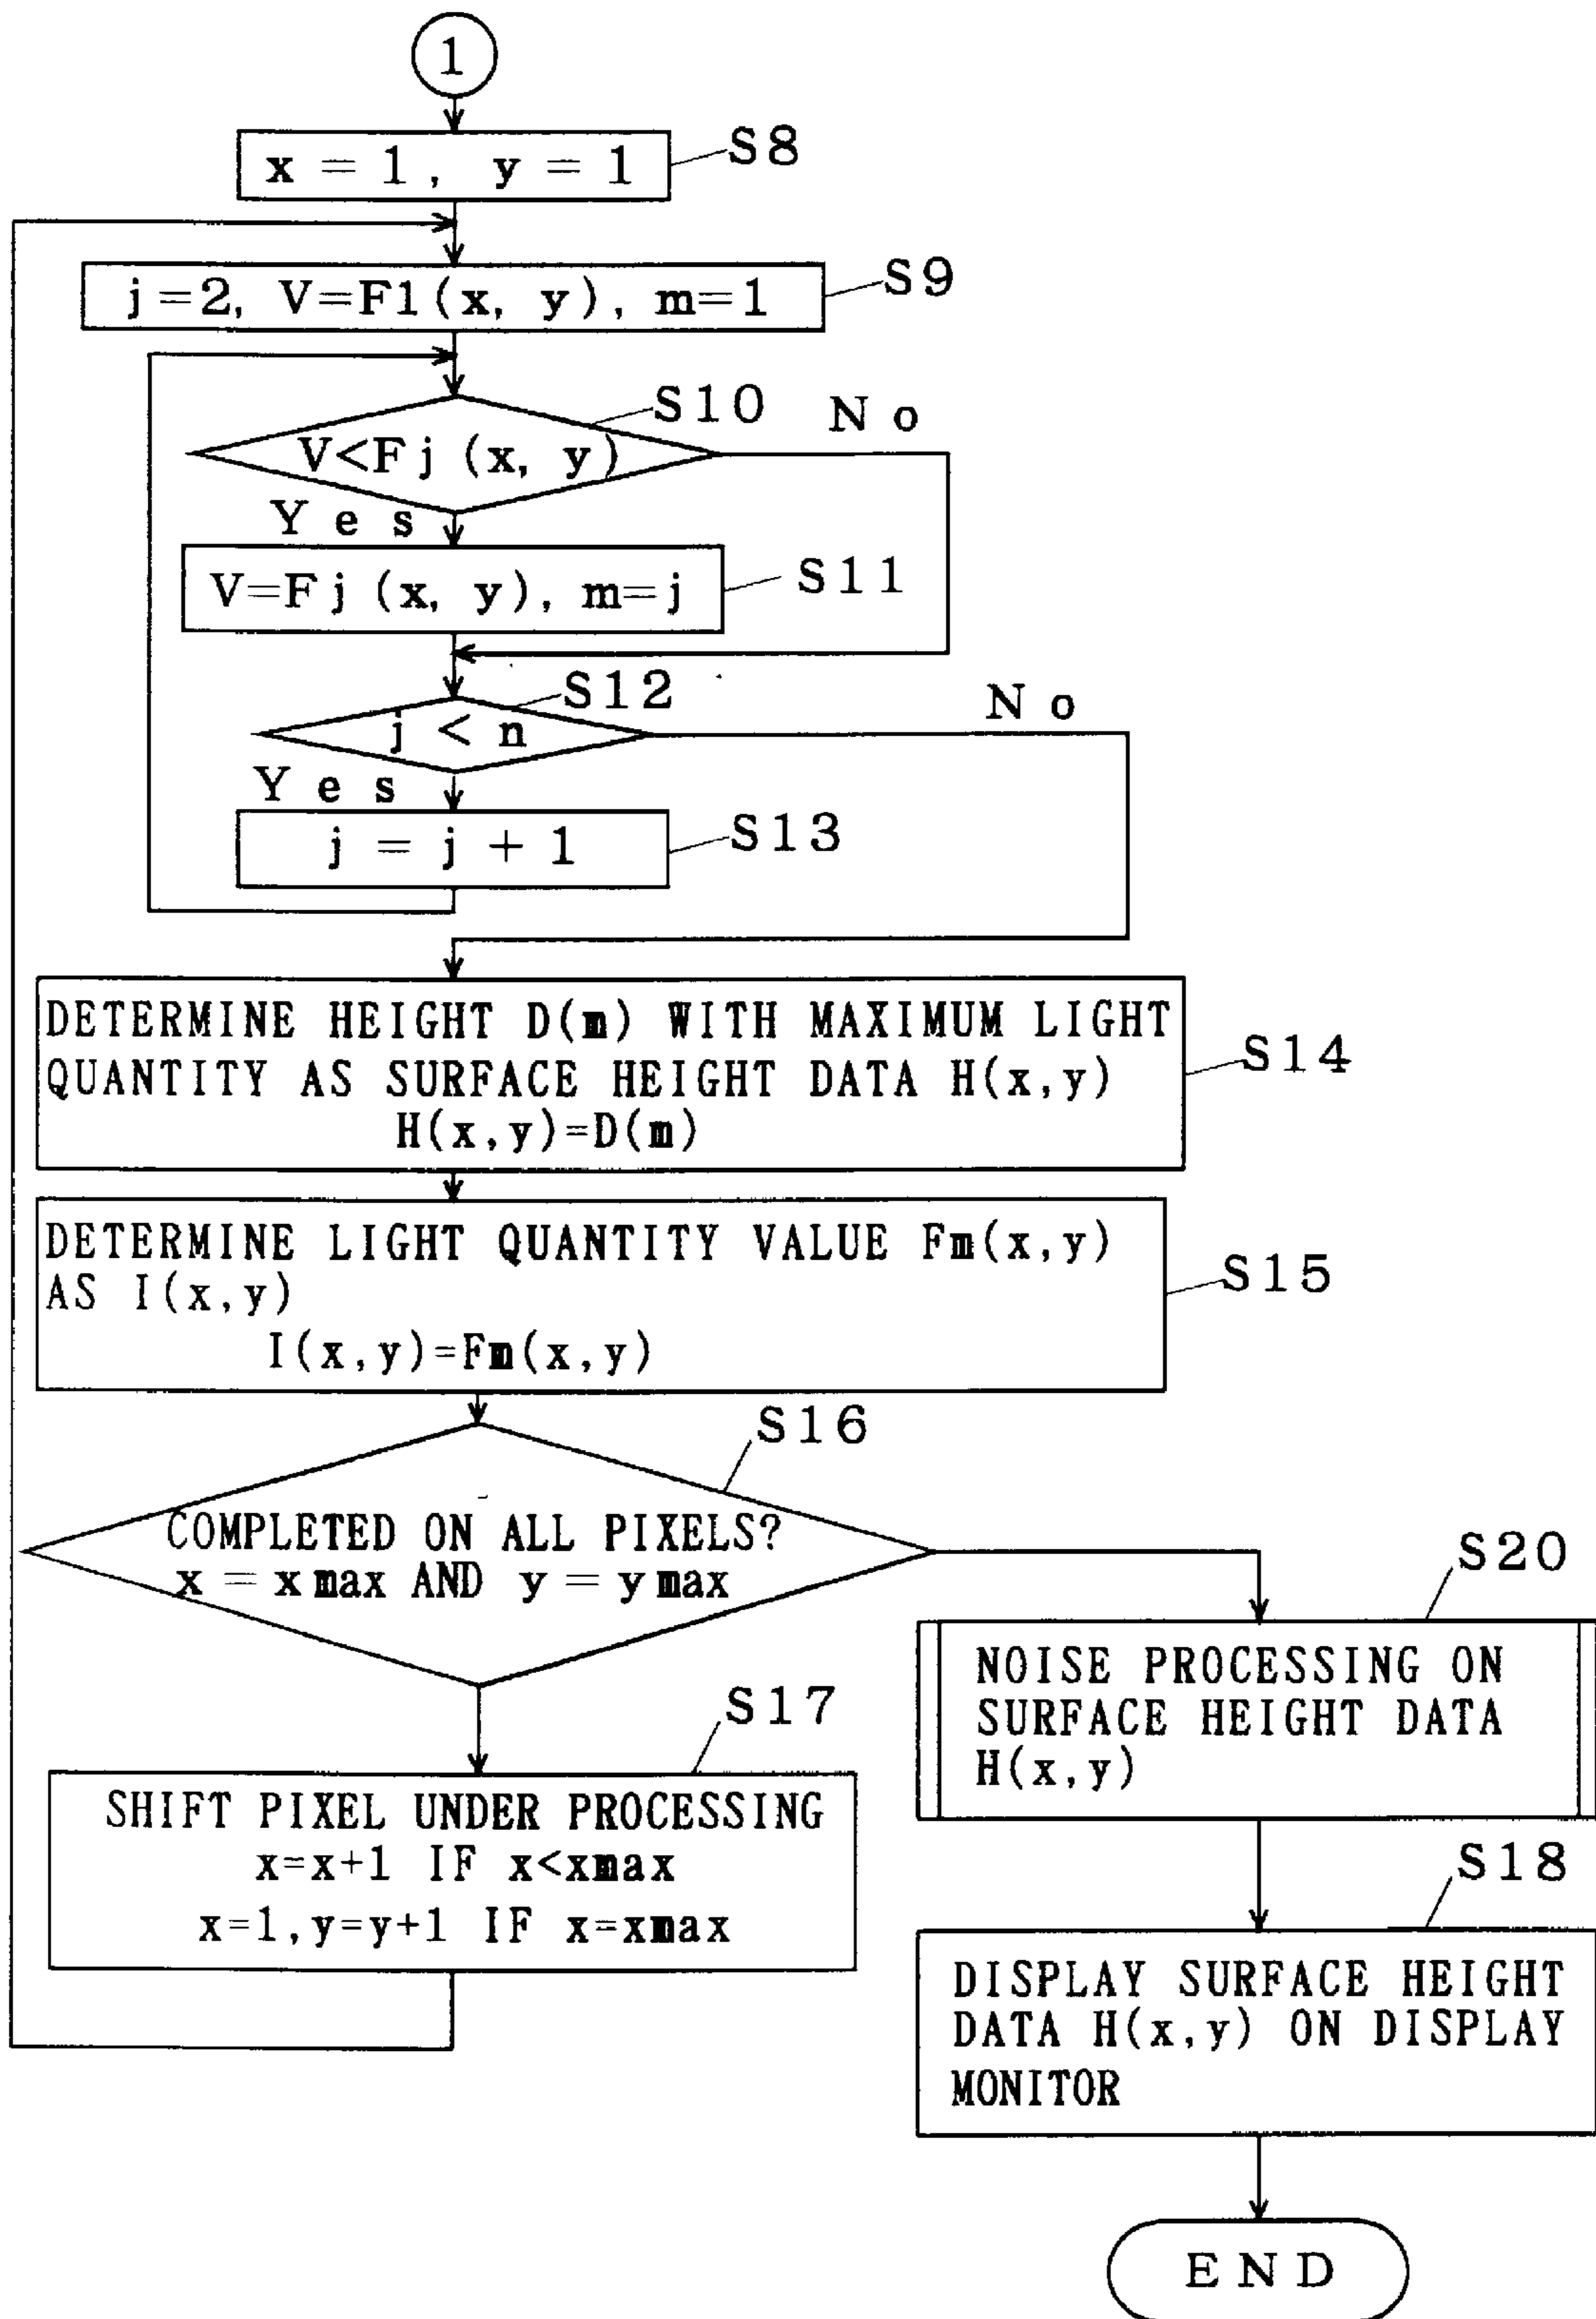 1
x = 1, y = 1
S8
j=2, V=F1(x, y), m=1
S9
V<Fj(x, y)
S10
No
Yes
V=Fj(x, y), m=j
S11
j < n
S12
No
Yes
j = j + 1
S13
DETERMINE HEIGHT D(m) WITH MAXIMUM LIGHT
QUANTITY AS SURFACE HEIGHT DATA H(x,y)
H(x,y)=D(m)
S14
DETERMINE LIGHT QUANTITY VALUE Fm(x,y)
AS I(x,y)
I(x,y)=Fm(x,y)
S15
S16
COMPLETED ON ALL PIXELS?
x = xmax AND y = ymax
S17
SHIFT PIXEL UNDER PROCESSING
x=x+1 IF x<xmax
x=1,y=y+1 IF x=xmax
S20
NOISE PROCESSING ON
SURFACE HEIGHT DATA
H(x,y)
S18
DISPLAY SURFACE HEIGHT
DATA H(x,y) ON DISPLAY
MONITOR
END